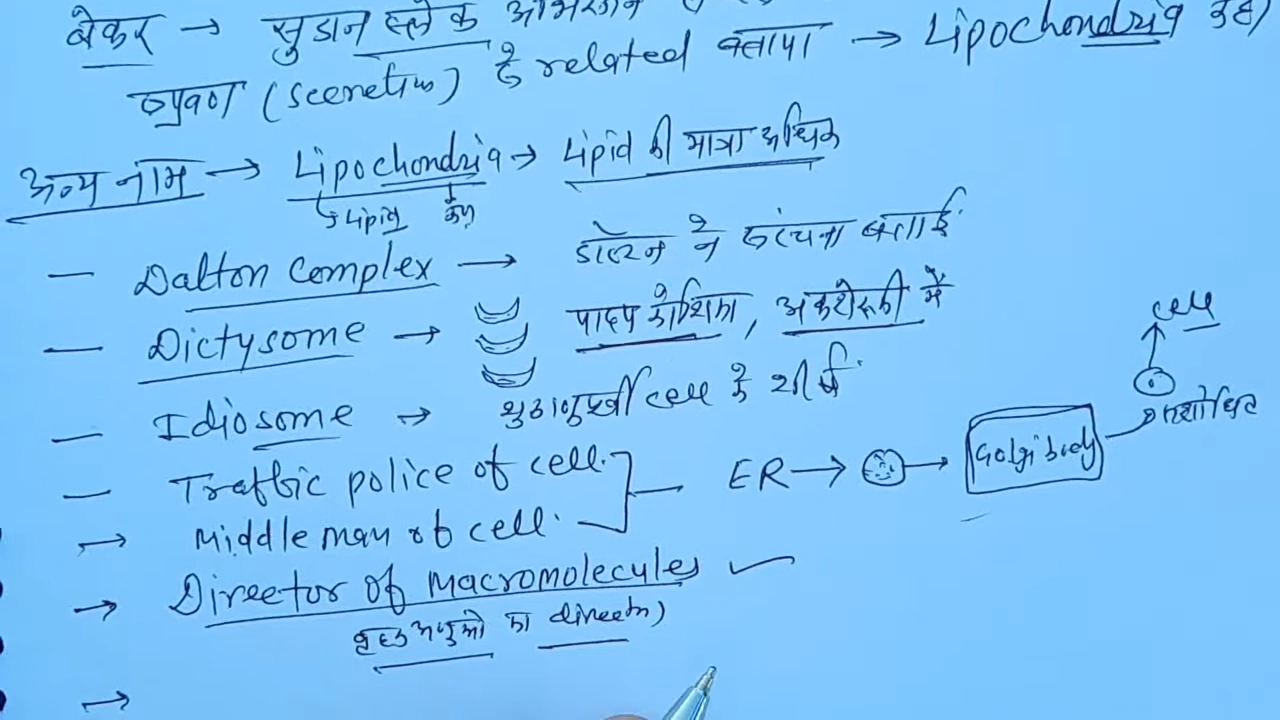 बेकर → सुडान ब्लेक अभिरंजन
स्रवण (secretion) से related बताया → Lipochondria कहा
अन्य नाम → Lipochondria → Lipid की मात्रा अधिक
Lipid कण
— Dalton complex → डॉल्टन ने संरचना बताई
— Dictysome → पादप कोशिका, अकशेरूकी में
— Idiosome → शुक्राणुपूर्वी cell के शीर्ष
— Traffic police of cell.
→ Middle man of cell. — ER → → Golgi body → संशोधित → cell
→ Director of Macromolecules ✓
वृहद अणुओ का director
→